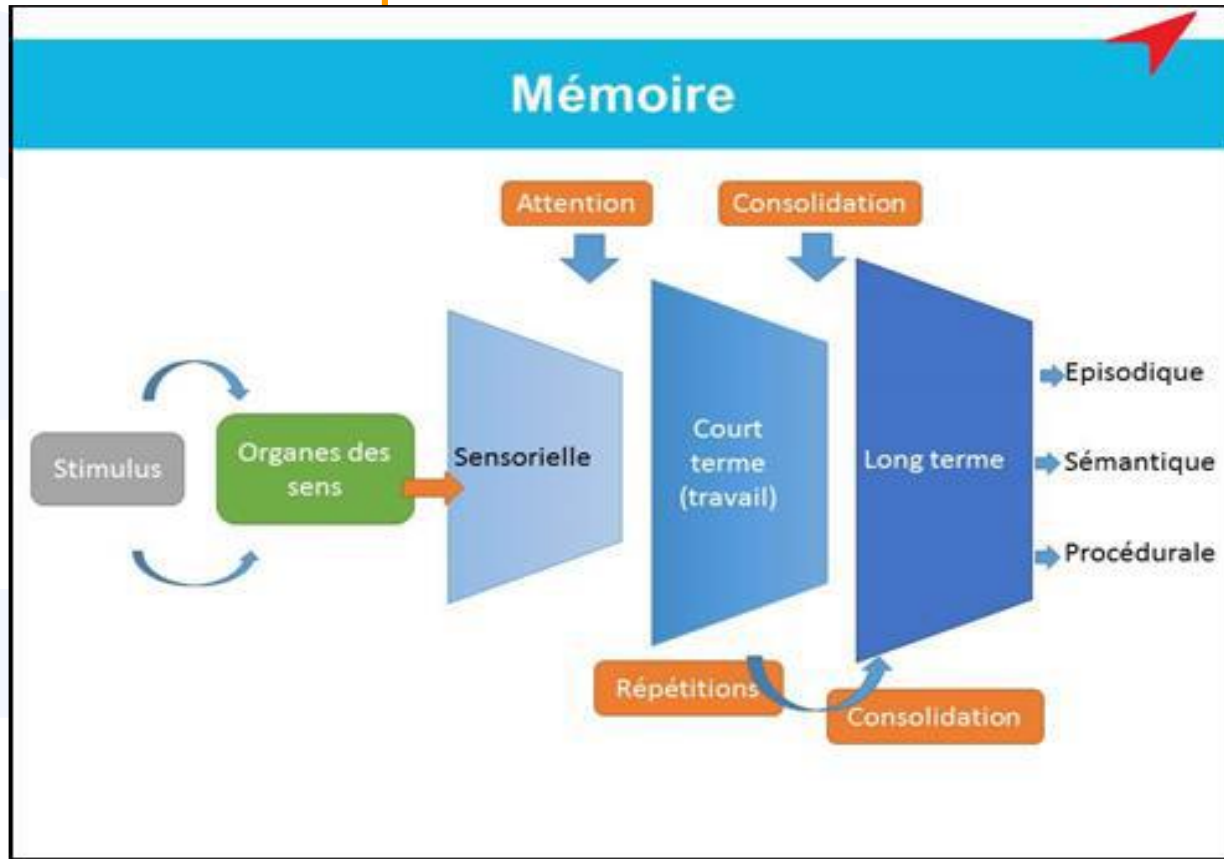 Mémoire
Attention
Consolidation
Stimulus
Organes des
sens
Sensorielle
Court
terme
(travail)
Long terme
Episodique
Sémantique
Procédurale
Répétitions
Consolidation